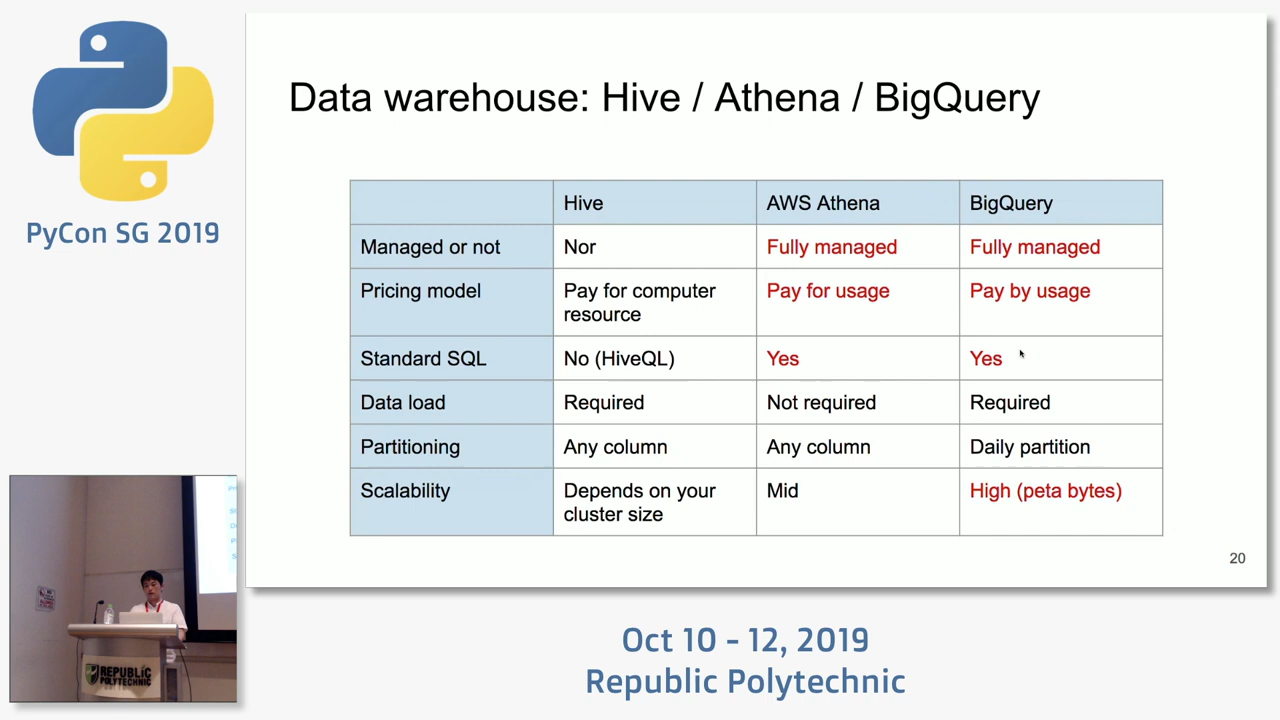 PyCon SG 2019
Data warehouse: Hive / Athena / BigQuery
Hive AWS Athena BigQuery
Managed or not Nor Fully managed Fully managed
Pricing model Pay for computer Pay for usage Pay by usage
resource
Standard SQL No (HiveQL) Yes Yes
Data load Required Not required Required
Partitioning Any column Any column Daily partition
Scalability Depends on your Mid High (peta bytes)
cluster size
20
REPUBLIC
POLYTECHNIC
Oct 10 - 12, 2019
Republic Polytechnic